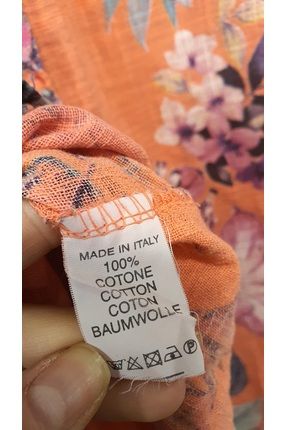 MADE IN ITALY
100%
COTONE
COTTON
COTON
BAUMWOLLE